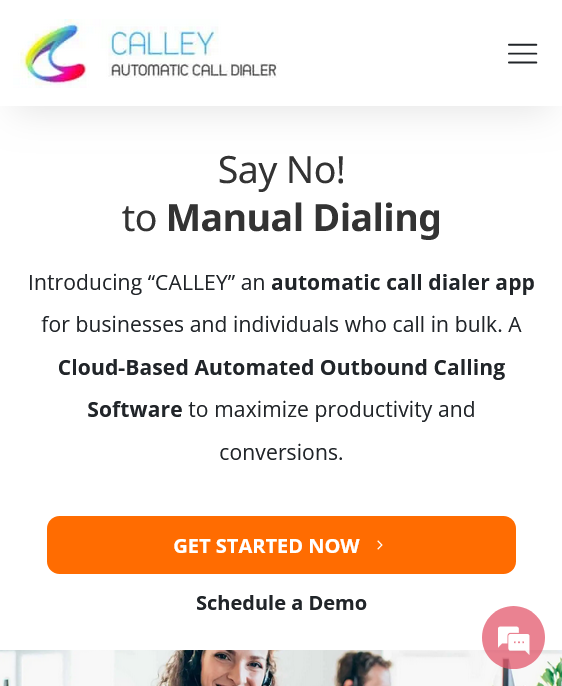 CALLEY
AUTOMATIC CALL DIALER
Say No!
to Manual Dialing
Introducing “CALLEY” an automatic call dialer app
for businesses and individuals who call in bulk. A
Cloud-Based Automated Outbound Calling
Software to maximize productivity and
conversions.
GET STARTED NOW
Schedule a Demo